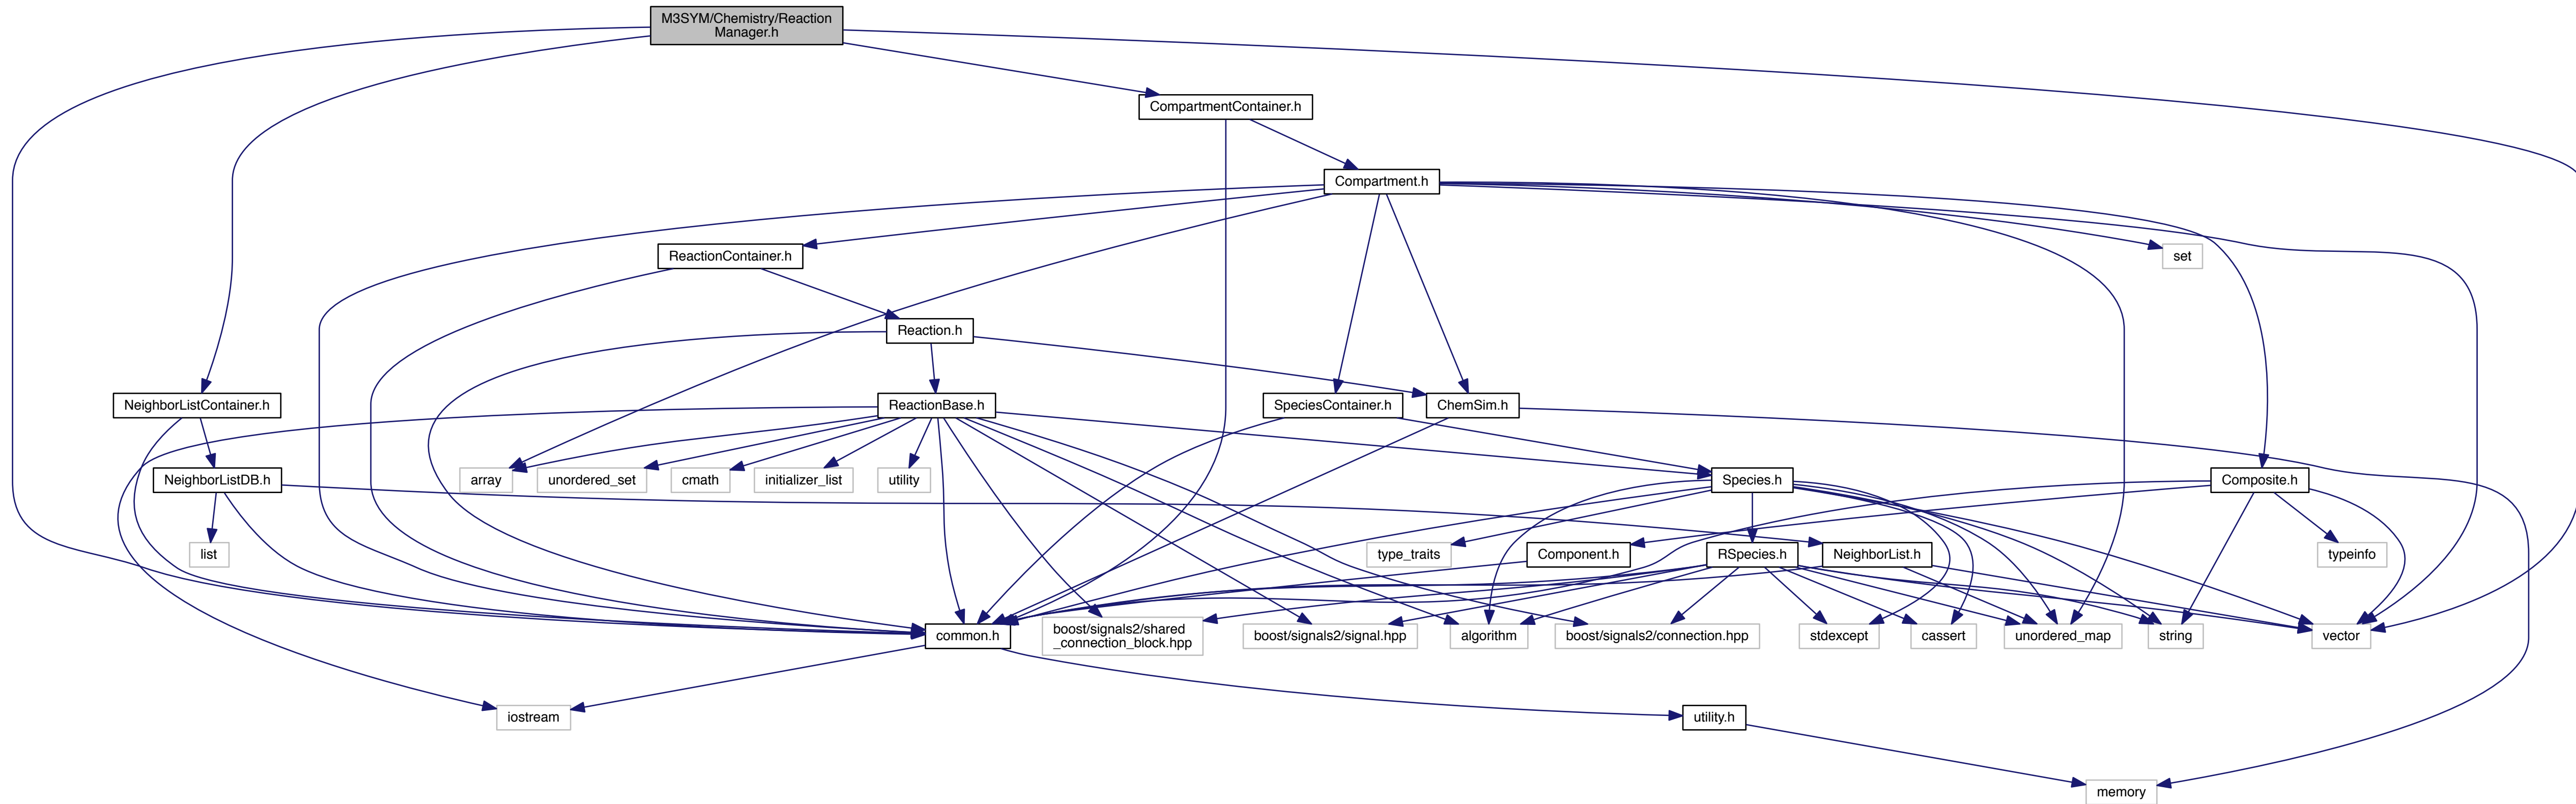 M3SYM/Chemistry/Reaction
Manager.h
CompartmentContainer.h
Compartment.h
ReactionContainer.h
set
Reaction.h
NeighborListContainer.h
ReactionBase.h
SpeciesContainer.h
ChemSim.h
NeighborListDB.h
array
unordered_set
cmath
initializer_list
utility
Species.h
Composite.h
list
type_traits
Component.h
RSpecies.h
NeighborList.h
typeinfo
common.h
boost/signals2/shared
_connection_block.hpp
boost/signals2/signal.hpp
algorithm
boost/signals2/connection.hpp
stdexcept
cassert
unordered_map
string
vector
iostream
utility.h
memory